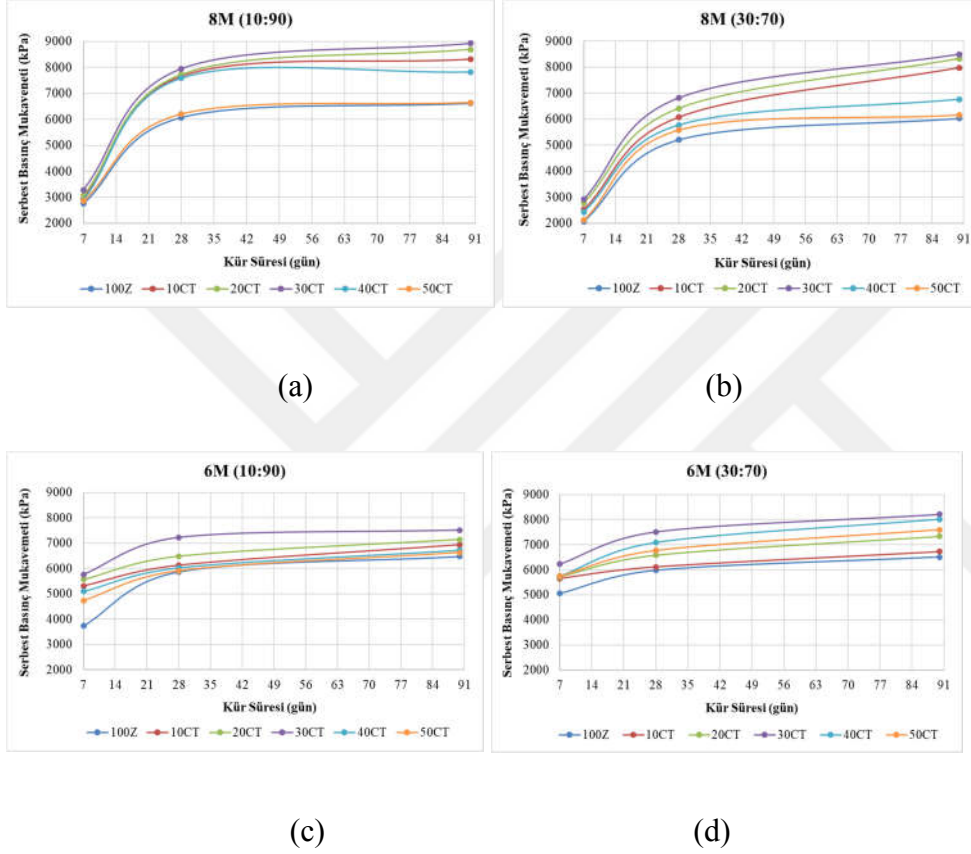 8M (10:90)
Serbest Basınç Mukavemeti (kPa)
9000
8000
7000
6000
5000
4000
3000
2000
7 14 21 28 35 42 49 56 63 70 77 84 91
Kür Süresi (gün)
100Z 10CT 20CT 30CT 40CT 50CT
(a)
8M (30:70)
Serbest Basınç Mukavemeti (kPa)
9000
8000
7000
6000
5000
4000
3000
2000
7 14 21 28 35 42 49 56 63 70 77 84 91
Kür Süresi (gün)
100Z 10CT 20CT 30CT 40CT 50CT
(b)
6M (10:90)
Serbest Basınç Mukavemeti (kPa)
9000
8000
7000
6000
5000
4000
3000
2000
7 14 21 28 35 42 49 56 63 70 77 84 91
Kür Süresi (gün)
100Z 10CT 20CT 30CT 40CT 50CT
(c)
6M (30:70)
Serbest Basınç Mukavemeti (kPa)
9000
8000
7000
6000
5000
4000
3000
2000
7 14 21 28 35 42 49 56 63 70 77 84 91
Kür Süresi (gün)
100Z 10CT 20CT 30CT 40CT 50CT
(d)